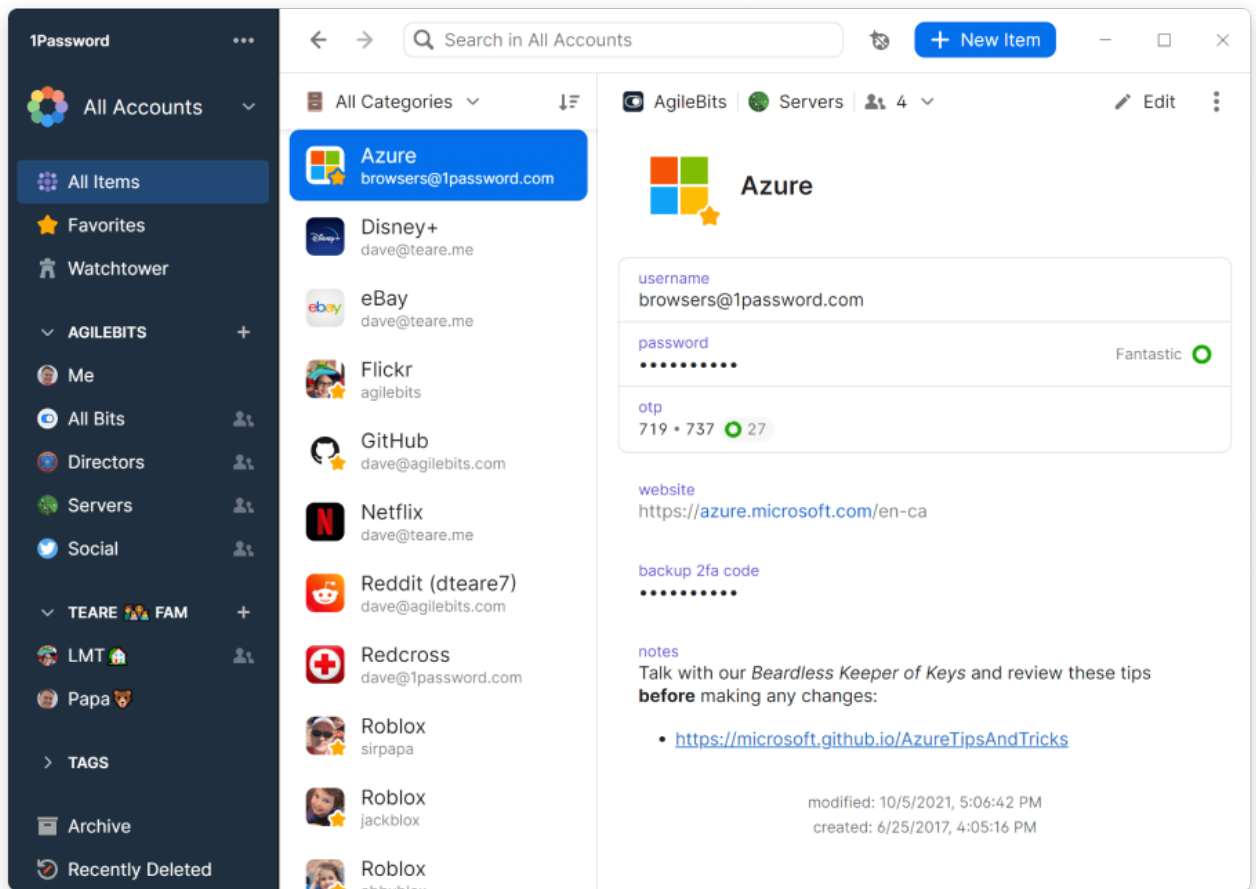 1Password
All Accounts
All Items
Favorites
Watchtower
AGILEBITS
Me
All Bits
Directors
Servers
Social
TEARE 👨‍👩‍👧‍👦 FAM
LMT🏠
Papa🐻
TAGS
Archive
Recently Deleted
Search in All Accounts
+ New Item
All Categories
Azure
browsers@1password.com
Disney+
Disney+
dave@teare.me
ebay
eBay
dave@teare.me
Flickr
agilebits
GitHub
dave@agilebits.com
N
Netflix
dave@teare.me
Reddit (dteare7)
dave@agilebits.com
Redcross
dave@1password.com
Roblox
sirpapa
Roblox
jackblox
Roblox
AgileBits
Servers
4
Edit
Azure
username
browsers@1password.com
password
••••••••••
Fantastic
otp
719 • 737 27
website
https://azure.microsoft.com/en-ca
backup 2fa code
••••••••••
notes
Talk with our Beardless Keeper of Keys and review these tips
before making any changes:
• https://microsoft.github.io/AzureTipsAndTricks
modified: 10/5/2021, 5:06:42 PM
created: 6/25/2017, 4:05:16 PM